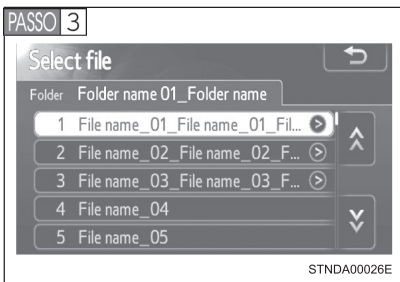 PASSO 3
Select file
Folder Folder name 01_Folder name
1 File name_01_File name_01_Fil...
2 File name_02_File name_02_F...
3 File name_03_File name_03_F...
4 File name_04
5 File name_05
STNDA00026E